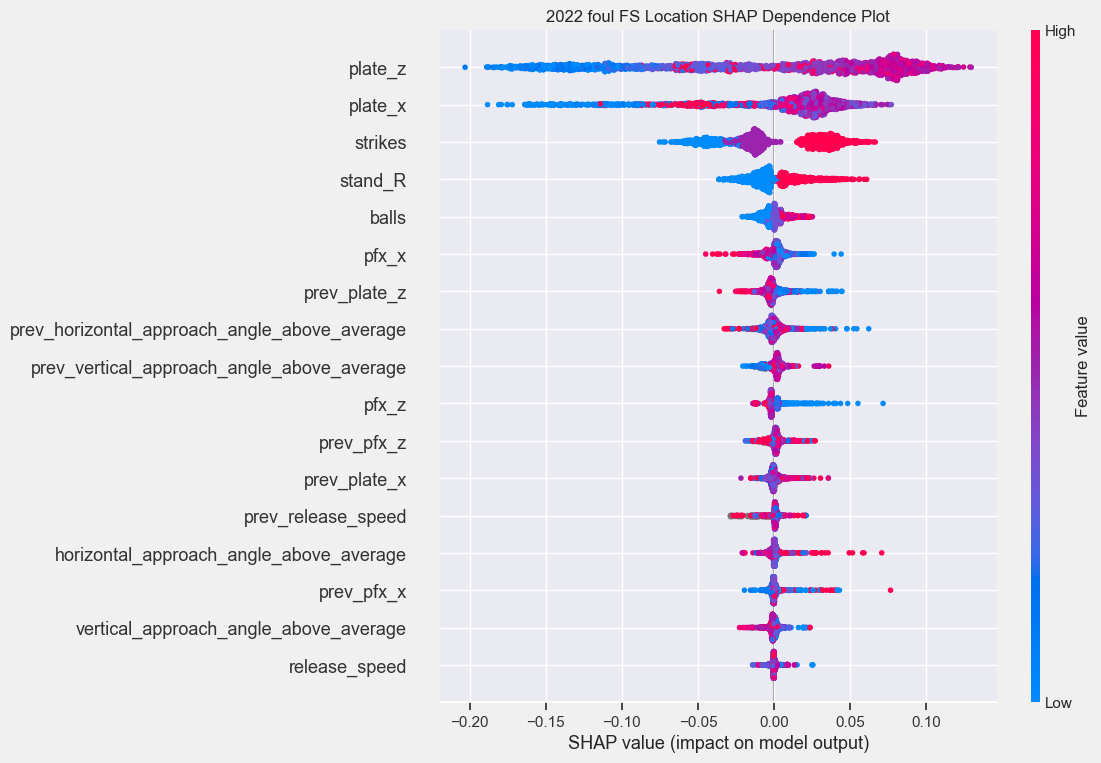 2022 foul FS Location SHAP Dependence Plot
High
plate_z
plate_x
strikes
stand_R
balls
pfx_x
prev_plate_z
prev_horizontal_approach_angle_above_average
prev_vertical_approach_angle_above_average
pfx_z
prev_pfx_z
prev_plate_x
prev_release_speed
horizontal_approach_angle_above_average
prev_pfx_x
vertical_approach_angle_above_average
release_speed
Feature value
Low
−0.20 −0.15 −0.10 −0.05 0.00 0.05 0.10
SHAP value (impact on model output)